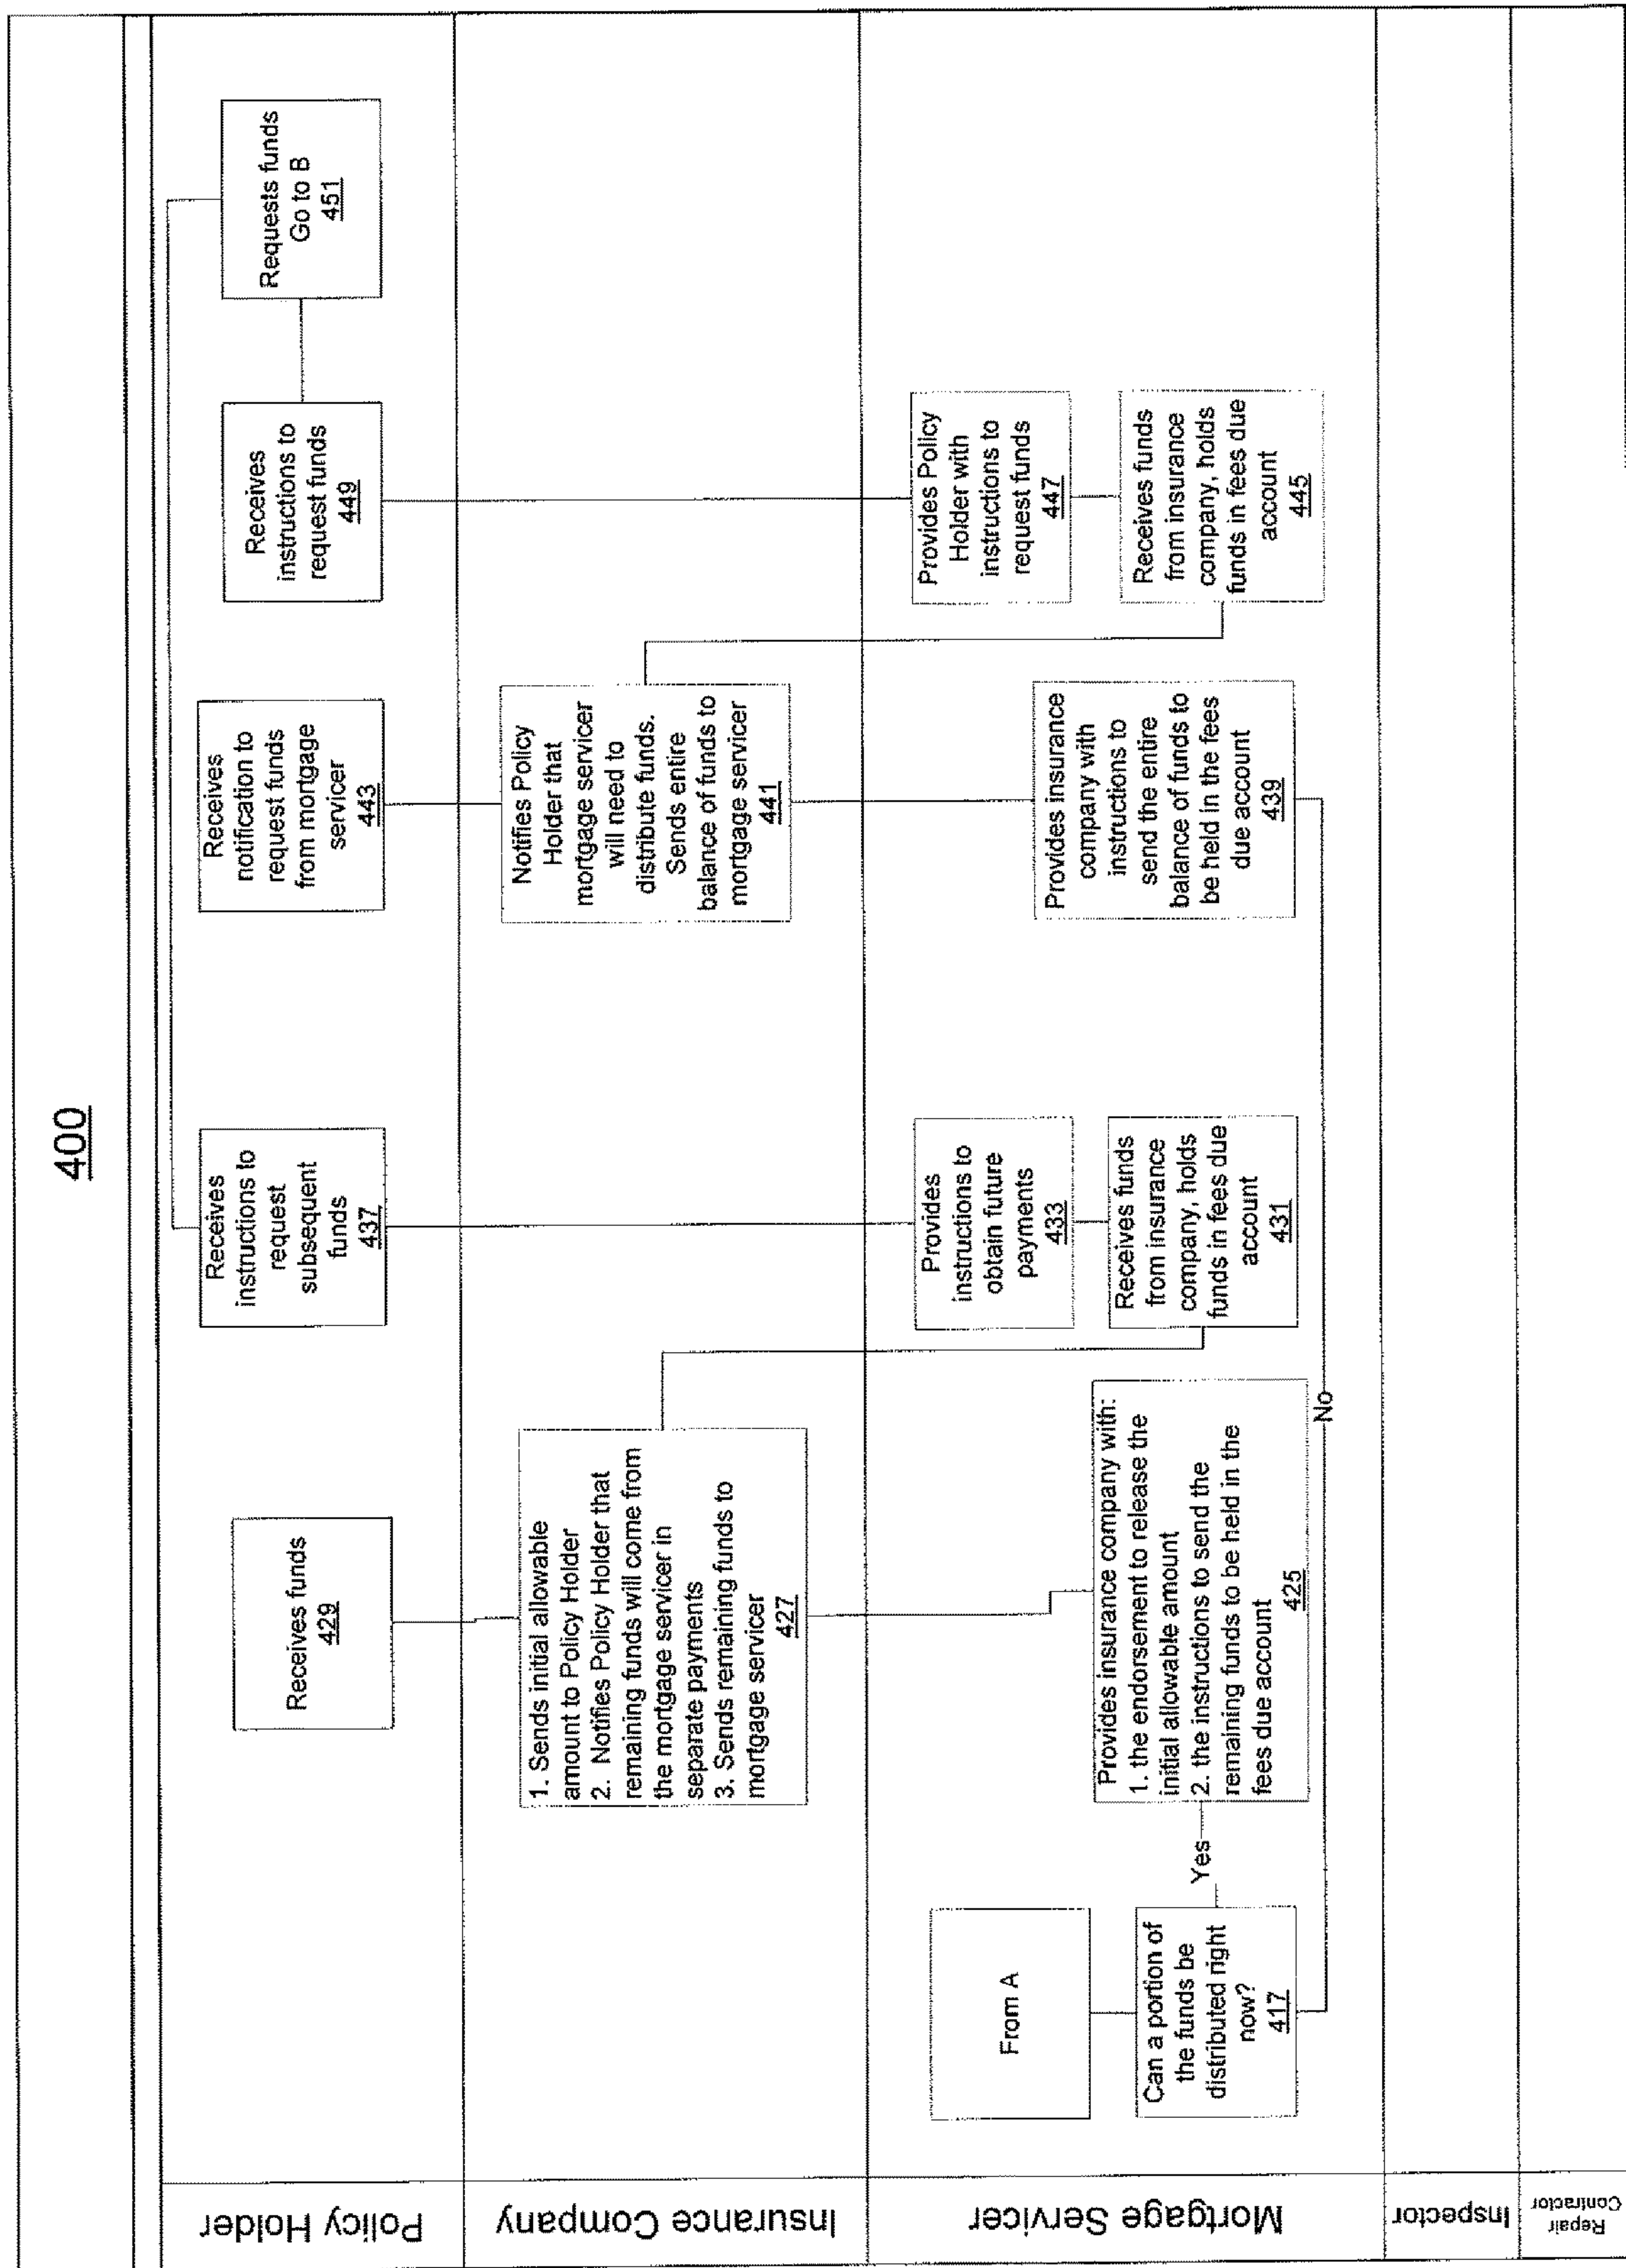 400
Policy Holder
Receives funds
429
Receives
instructions to
request
subsequent
funds
437
Receives
notification to
request funds
from mortgage
servicer
443
Receives
instructions to
request funds
449
Requests funds
Go to B
451
Insurance Company
1. Sends initial allowable
amount to Policy Holder
2. Notifies Policy Holder that
remaining funds will come from
the mortgage servicer in
separate payments
3. Sends remaining funds to
mortgage servicer
427
Notifies Policy
Holder that
mortgage servicer
will need to
distribute funds.
Sends entire
balance of funds to
mortgage servicer
441
Mortgage Servicer
From A
Can a portion of
the funds be
distributed right
now?
417
Yes
No
Provides insurance company with:
1. the endorsement to release the
initial allowable amount
2. the instructions to send the
remaining funds to be held in the
fees due account
425
Provides
instructions to
obtain future
payments
433
Receives funds
from insurance
company, holds
funds in fees due
account
431
Provides insurance
company with
instructions to
send the entire
balance of funds to
be held in the fees
due account
439
Provides Policy
Holder with
instructions to
request funds
447
Receives funds
from insurance
company, holds
funds in fees due
account
445
Inspector
Repair
Contractor